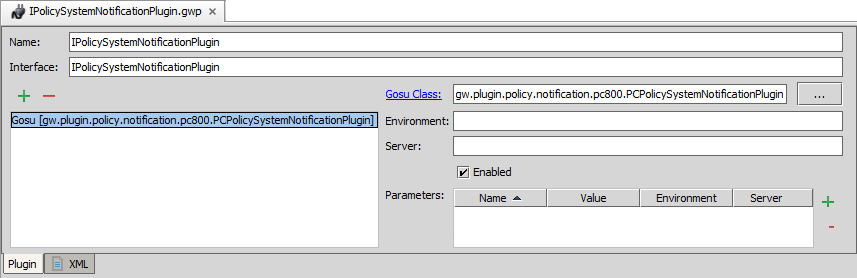 IPolicySystemNotificationPlugin.gwp
Name: IPolicySystemNotificationPlugin
Interface: IPolicySystemNotificationPlugin
Gosu Class: gw.plugin.policy.notification.pc800.PCPolicySystemNotificationPlugin ...
Gosu [gw.plugin.policy.notification.pc800.PCPolicySystemNotificationPlugin]
Environment:
Server:
Enabled
Parameters: Name Value Environment Server
Plugin XML